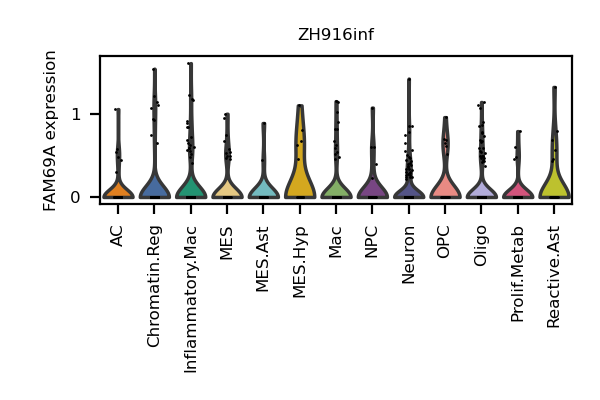 ZH916inf
FAM69A expression
1
0
AC
Chromatin.Reg
Inflammatory.Mac
MES
MES.Ast
MES.Hyp
Mac
NPC
Neuron
OPC
Oligo
Prolif.Metab
Reactive.Ast